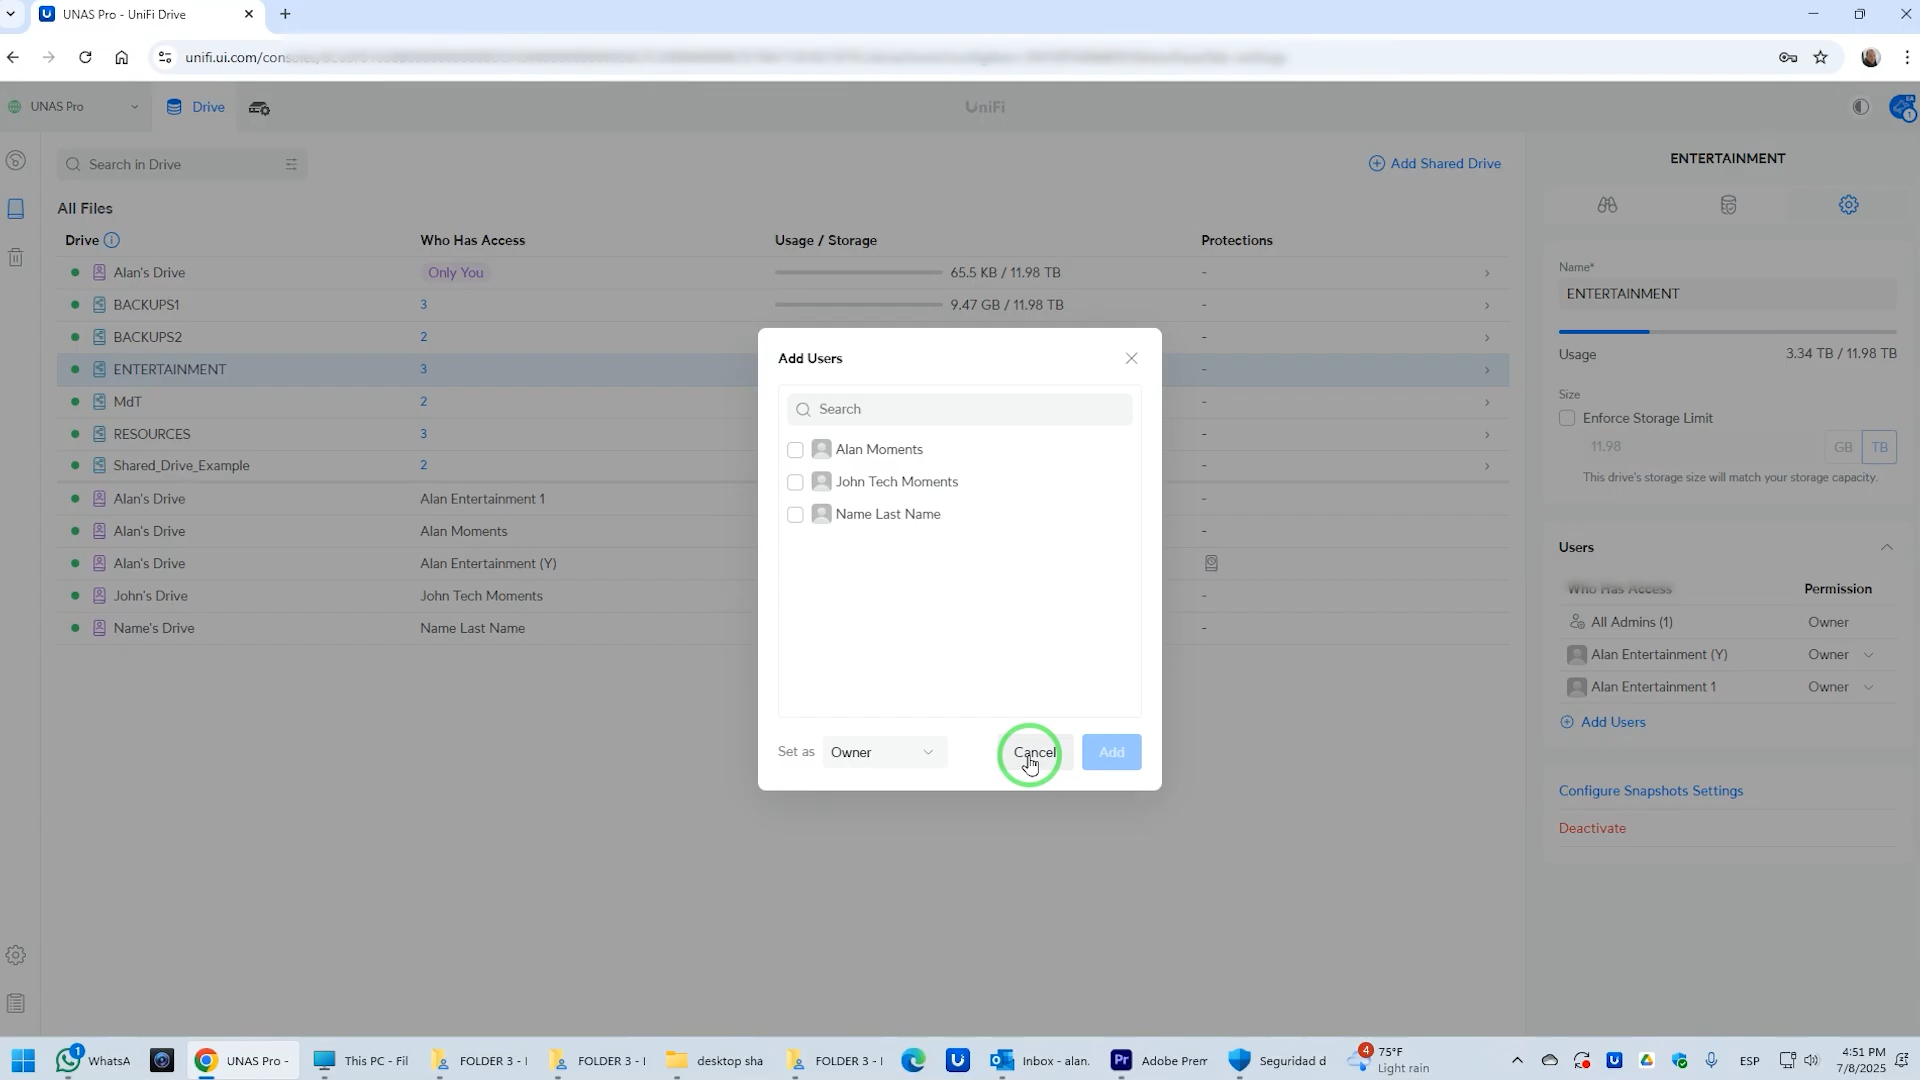 UNAS Pro - UniFi Drive
unifi.ui.com/cons
UNAS Pro
Drive
UniFi
Search in Drive
Add Shared Drive
All Files
Drive Who Has Access Usage / Storage Protections
Alan's Drive Only You 65.5 KB / 11.98 TB -
BACKUPS1 3 9.47 GB / 11.98 TB -
BACKUPS2 2 -
ENTERTAINMENT 3 -
MdT 2 -
RESOURCES 3 -
Shared_Drive_Example 2 -
Alan's Drive Alan Entertainment 1 -
Alan's Drive Alan Moments -
Alan's Drive Alan Entertainment (Y)
John's Drive John Tech Moments -
Name's Drive Name Last Name -
Add Users
Search
Alan Moments
John Tech Moments
Name Last Name
Set as Owner Cancel Add
ENTERTAINMENT
Name*
ENTERTAINMENT
Usage 3.34 TB / 11.98 TB
Size
Enforce Storage Limit
11.98 GB TB
This drive's storage size will match your storage capacity.
Users
Who Has Access Permission
All Admins (1) Owner
Alan Entertainment (Y) Owner
Alan Entertainment 1 Owner
Add Users
Configure Snapshots Settings
Deactivate
1 WhatsA UNAS Pro - This PC - Fil FOLDER 3 - I FOLDER 3 - I desktop sha FOLDER 3 - I Inbox - alan. Adobe Prem Seguridad d 4 75°F ESP 4:51 PM
Light rain 7/8/2025